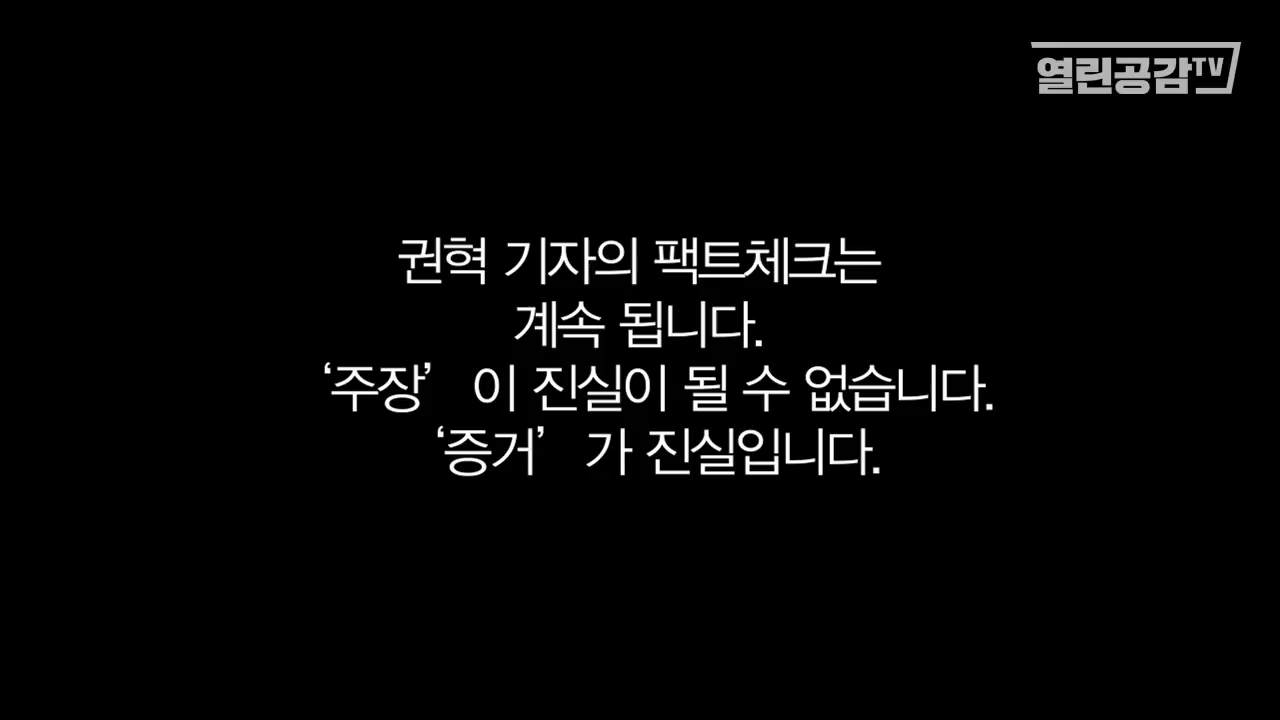 열린공감TV
권혁 기자의 팩트체크는
계속 됩니다.
‘주장’ 이 진실이 될 수 없습니다.
‘증거’ 가 진실입니다.